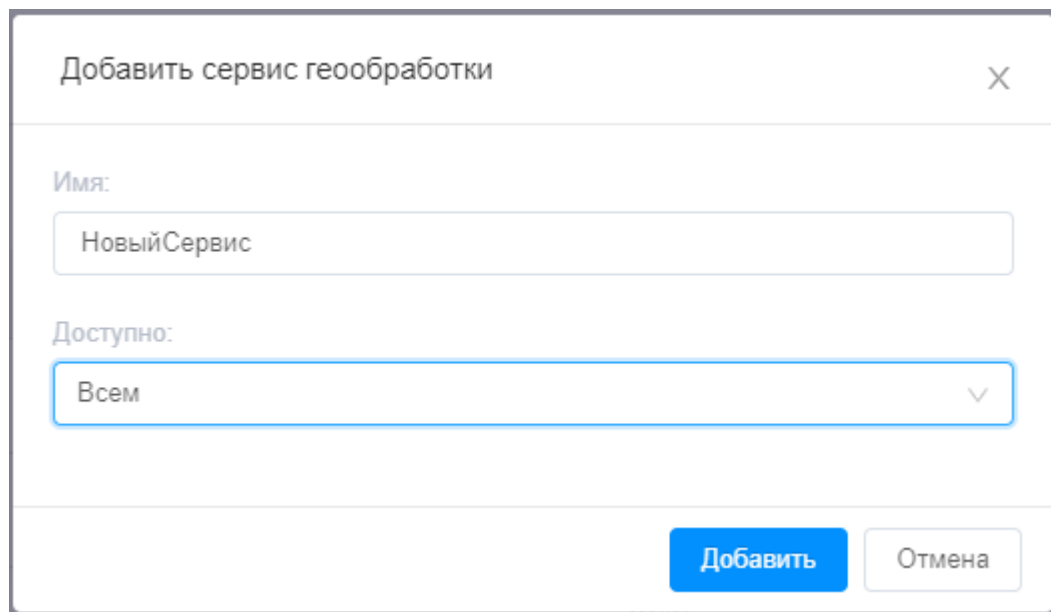 Добавить сервис геообработки
Имя:
НовыйСервис
Доступно:
Всем
Добавить Отмена